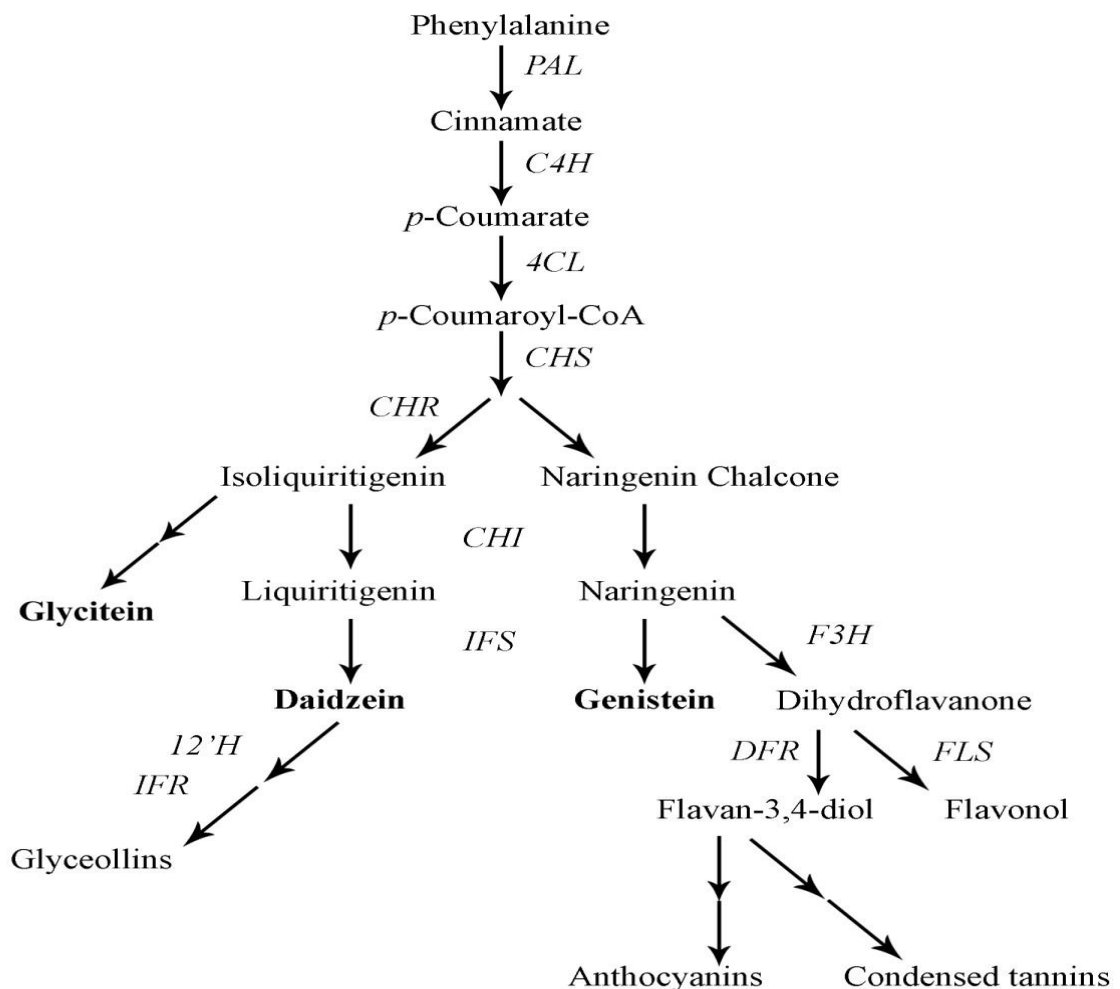 Phenylalanine
PAL
Cinnamate
C4H
p-Coumarate
4CL
p-Coumaroyl-CoA
CHS
CHR
Isoliquiritigenin Naringenin Chalcone
CHI
Liquiritigenin Naringenin
Glycitein
IFS F3H
Daidzein Genistein Dihydroflavanone
12'H DFR FLS
IFR
Flavan-3,4-diol Flavonol
Glyceollins
Anthocyanins Condensed tannins